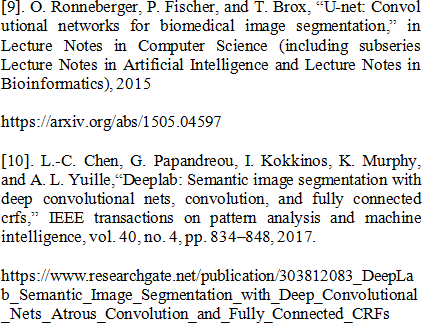 [9]. O. Ronneberger, P. Fischer, and T. Brox, “U-net: Convol
utional networks for biomedical image segmentation,” in
Lecture Notes in Computer Science (including subseries
Lecture Notes in Artificial Intelligence and Lecture Notes in
Bioinformatics), 2015
https://arxiv.org/abs/1505.04597
[10]. L.-C. Chen, G. Papandreou, I. Kokkinos, K. Murphy,
and A. L. Yuille,“Deeplab: Semantic image segmentation with
deep convolutional nets, convolution, and fully connected
crfs,” IEEE transactions on pattern analysis and machine
intelligence, vol. 40, no. 4, pp. 834–848, 2017.
https://www.researchgate.net/publication/303812083_DeepLa
b_Semantic_Image_Segmentation_with_Deep_Convolutional
_Nets_Atrous_Convolution_and_Fully_Connected_CRFs